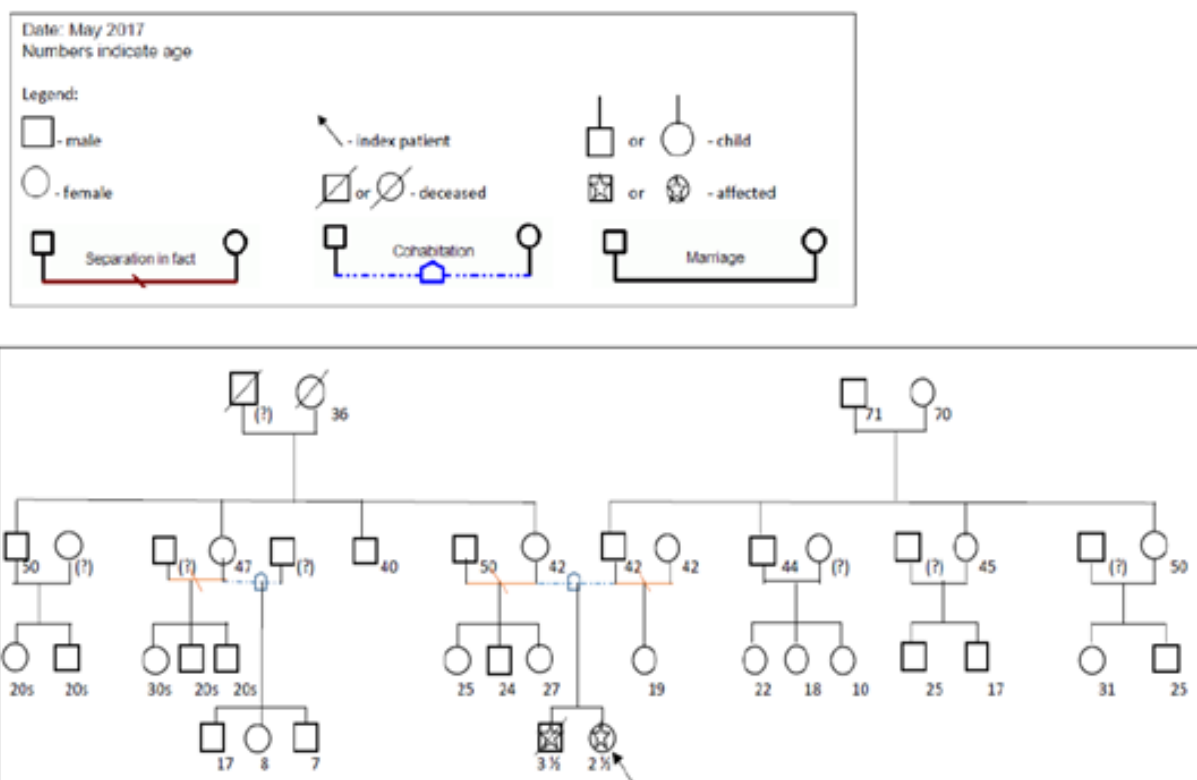 Date: May 2017
Numbers indicate age
Legend:
- male
- index patient
or
- child
- female
or
- deceased
or
- affected
Separation in fact
Cohabitation
Marriage
(?) 36 71 70
50 (?) (?) 47 (?) 40 50 42 42 42 44 (?) (?) 45 (?) 50
20s 20s 30s 20s 20s 25 24 27 19 22 18 10 25 17 31 25
17 8 7 3 ½ 2 ½